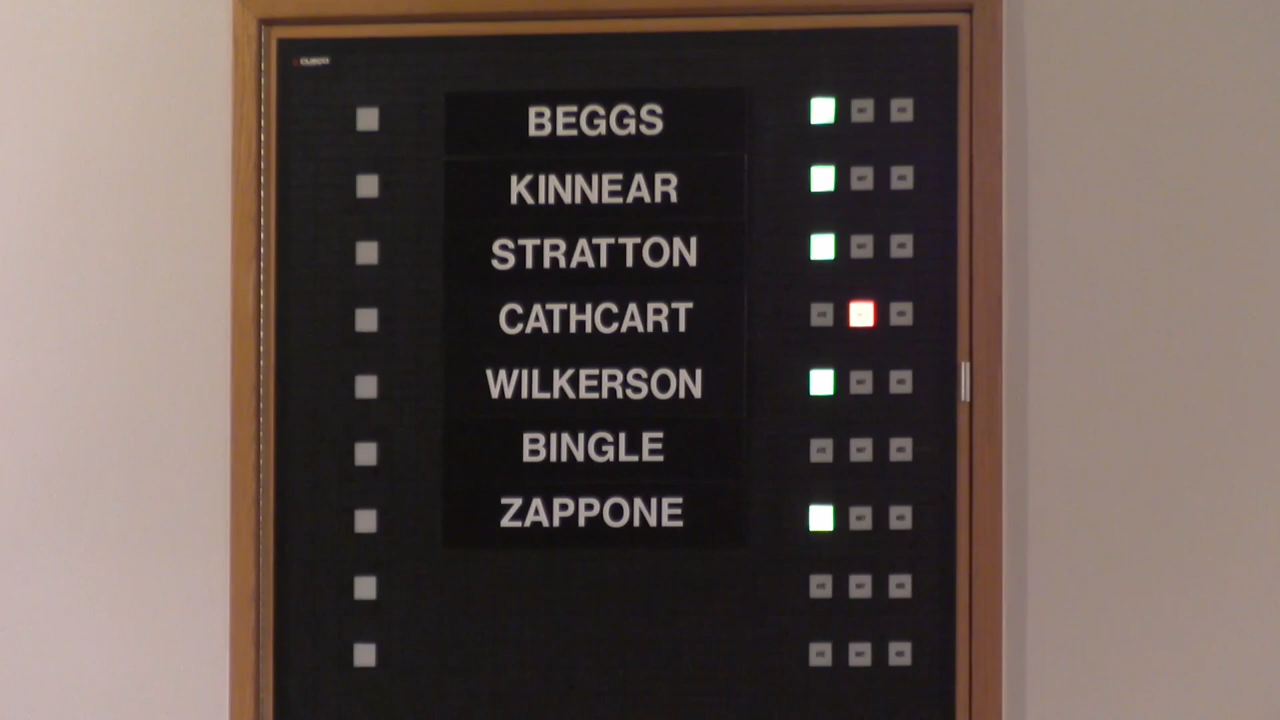 BEGGS
KINNEAR
STRATTON
CATHCART
WILKERSON
BINGLE
ZAPPONE